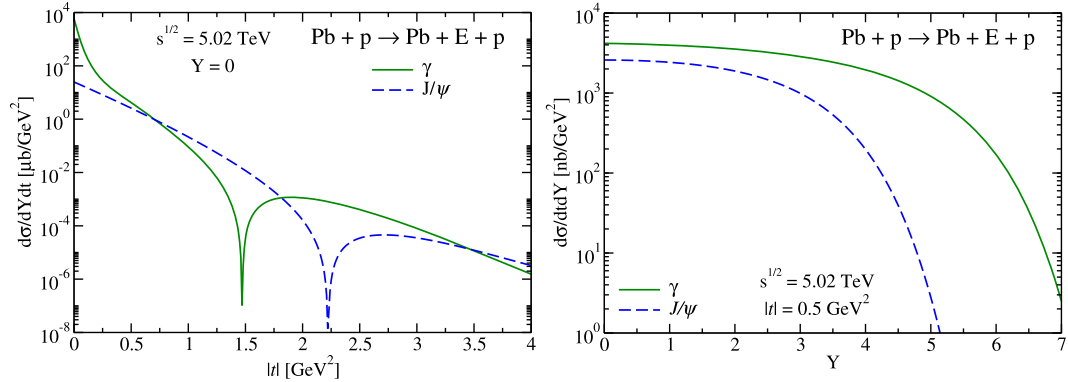 10^4
10^2
10^0
10^-2
10^-4
10^-6
10^-8
dσ/dYdt [μb/GeV^2]
s^1/2 = 5.02 TeV
Y = 0
Pb + p → Pb + E + p
γ
J/ψ
0 0.5 1 1.5 2 2.5 3 3.5 4
|t| [GeV^2]
10^4
10^3
10^2
10^1
10^0
dσ/dtdY [nb/GeV^2]
Pb + p → Pb + E + p
γ
J/ψ
s^1/2 = 5.02 TeV
|t| = 0.5 GeV^2
0 1 2 3 4 5 6 7
Y